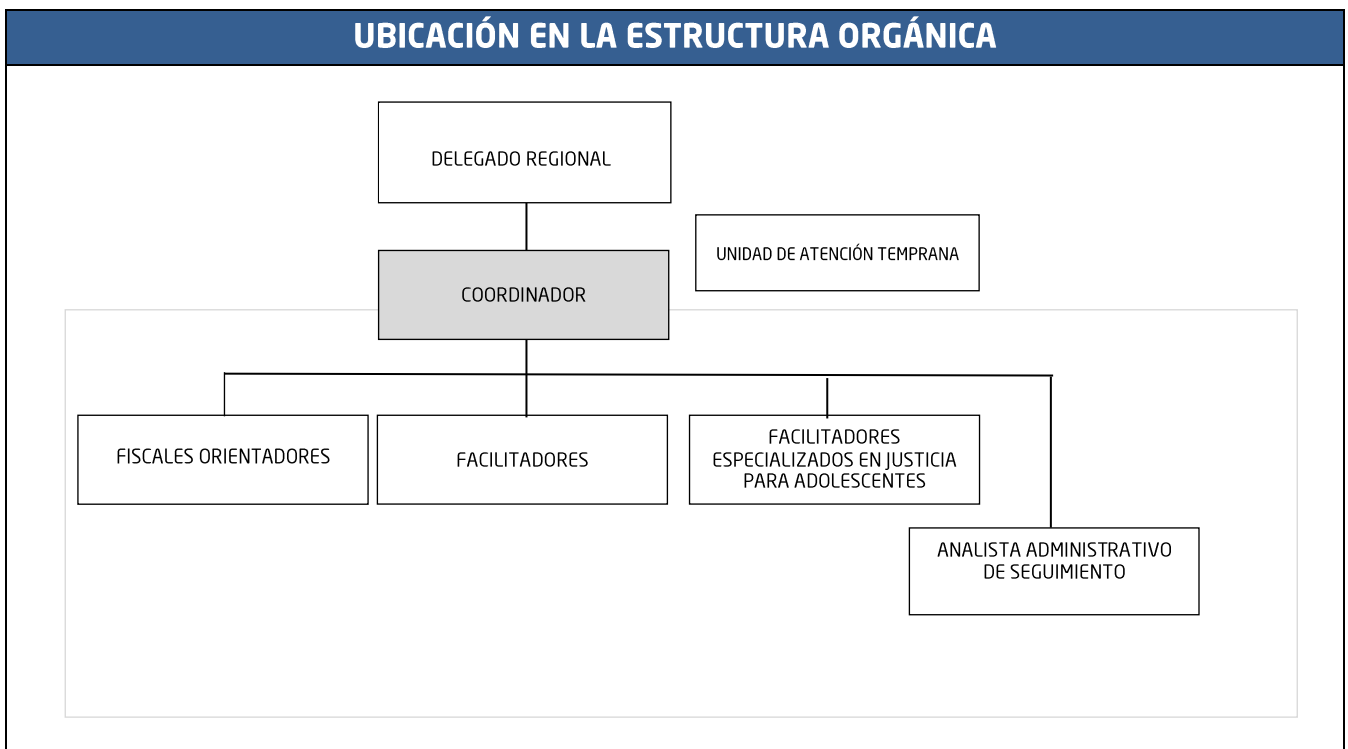 UBICACIÓN EN LA ESTRUCTURA ORGÁNICA
DELEGADO REGIONAL
UNIDAD DE ATENCIÓN TEMPRANA
COORDINADOR
FISCALES ORIENTADORES
FACILITADORES
FACILITADORES
ESPECIALIZADOS EN JUSTICIA
PARA ADOLESCENTES
ANALISTA ADMINISTRATIVO
DE SEGUIMIENTO